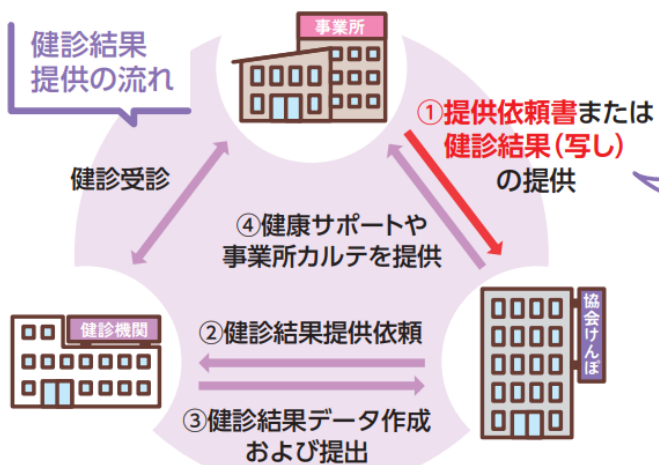 健診結果
提供の流れ
事業所
①提供依頼書または
健診結果(写し)
の提供
健診受診
④健康サポートや
事業所カルテを提供
健診機関
協会けんぽ
②健診結果提供依頼
③健診結果データ作成
および提出